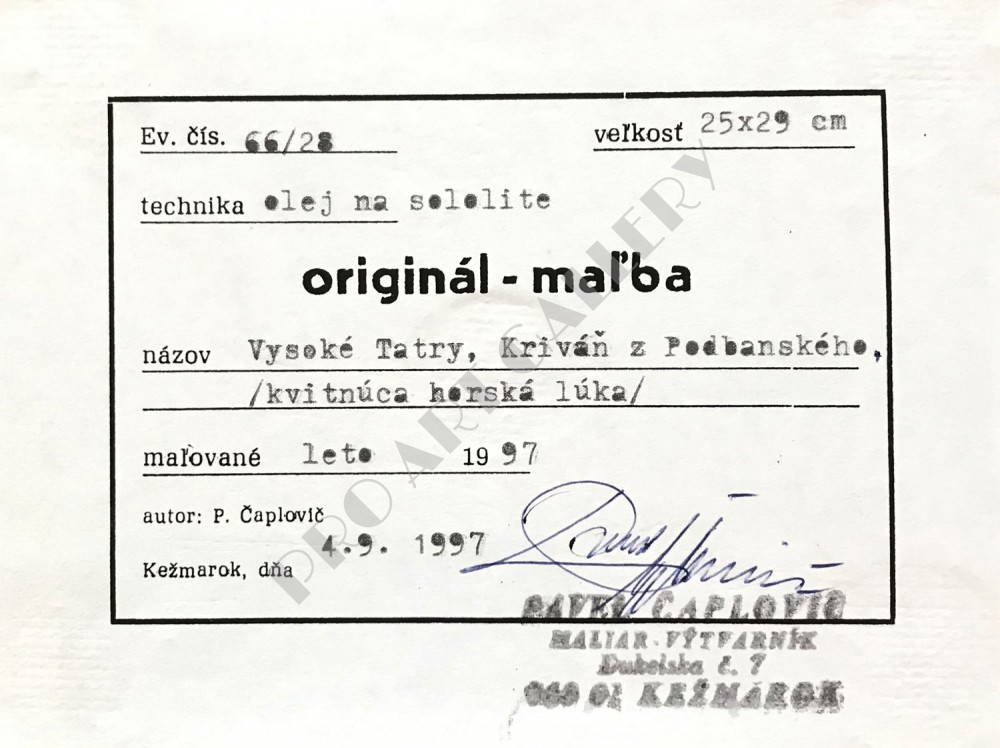 Ev. čís. 66/28 veľkosť 25x29 cm
technika olej na sololite
originál - maľba
názov Vysoké Tatry, Kriváň z Podbanského,
/kvitnúca horská lúka/
maľované leto 1997
autor: P. Čaplovič
Kežmarok, dňa 4.9. 1997
PAVEL ČAPLOVIČ
MALIAR-VÝTVARNÍK
Dukelská č. 7
060 01 KEŽMAROK
PRO ART GALLERY